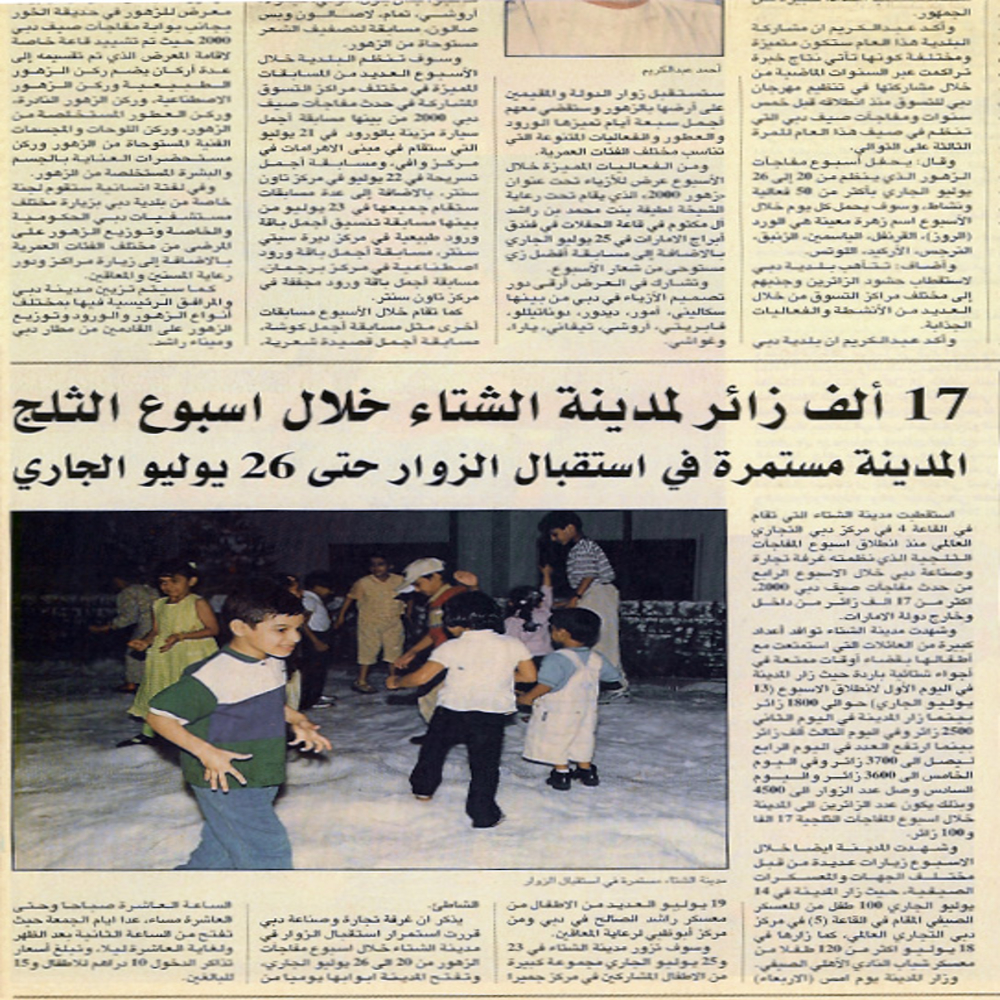 الجمهور.
وأكد عبدالكريم ان مشاركة
البلدية هذا العام ستكون متميزة
ومختلفة كونها تأتي نتاج خبرة
تراكمت عبر السنوات الماضية من
خلال مشاركتها في تنظيم مهرجان
دبي للتسوق منذ انطلاقه قبل خمس
سنوات ومفاجآت صيف دبي التي
تنظم في صيف هذا العام للمرة
الثالثة على التوالي.
وقال: يحفل اسبوع مفاجآت
الزهور الذي ينظم من 20 إلى 26
يوليو الجاري بأكثر من 50 فعالية
ونشاط، وسوف يحمل كل يوم خلال
الأسبوع اسم زهرة معينة هي الورد
(الروز)، القرنفل، الياسمين، الزنبق،
النرجس، الأركيد، اللوتس.
وأضاف: تتأهب بلدية دبي
لاستقطاب حشود الزائرين وجذبهم
إلى مختلف مراكز التسوق من خلال
العديد من الأنشطة والفعاليات
الجذابة.
وأكد عبدالكريم ان بلدية دبي
أحمد عبدالكريم
ستستقبل زوار الدولة والمقيمين
على أرضها بالزهور وستقضي معهم
أجمل سبعة أيام تميزها الورود
والعطور والفعاليات المتنوعة التي
تناسب مختلف الفئات العمرية.
ومن الفعاليات المميزة خلال
الأسبوع عرض للأزياء تحت عنوان
«زهور 2000»، الذي يقام تحت رعاية
الشيخة لطيفة بنت محمد بن راشد
آل مكتوم في قاعة الحفلات في فندق
أبراج الامارات في 25 يوليو الجاري
بالاضافة إلى مسابقة أفضل زي
مستوحى من شعار الأسبوع.
وتشارك في العرض أرقى دور
تصميم الأزياء في دبي من بينها
سكاليني، أمور، ديدور، دوناتيللو،
فابريتي، أروشي، تيفاني، يارا،
وغواشي.
أروشي، تمام، لاصالون ويس
صالون، مسابقة لتصفيف الشعر
مستوحاة من الزهور.
وسوف تنظم البلدية خلال
الأسبوع العديد من المسابقات
المميزة في مختلف مراكز التسوق
المشاركة في حدث مفاجآت صيف
دبي 2000 من بينها مسابقة أجمل
سيارة مزينة بالورود في 21 يوليو
التي ستقام في مبنى الاهرامات في
مركز وافي، ومسابقة أجمل
تسريحة في 22 يوليو في مركز تاون
سنتر، بالاضافة إلى عدة مسابقات
ستقام جميعها في 23 يوليو من
بينها مسابقة تنسيق أجمل باقة
ورود طبيعية في مركز ديرة سيتي
سنتر، مسابقة أجمل باقة ورود
اصطناعية في مركز برجمان،
مسابقة أجمل باقة ورود مجففة في
مركز تاون سنتر.
كما تقام خلال الأسبوع مسابقات
أخرى مثل مسابقة أجمل كوشة،
مسابقة أجمل قصيدة شعرية،
معرض للزهور في حديقة الخور
بجانب بوابة مفاجآت صيف دبي
2000 حيث تم تشييد قاعة خاصة
لاقامة المعرض الذي تم تقسيمه إلى
عدة أركان يضم ركن الزهور
الطبيعية وركن الزهور
الاصطناعية، وركن الزهور النادرة،
وركن العطور المستخلصة من
الزهور، وركن اللوحات والمجسمات
الفنية المستوحاة من الزهور وركن
مستحضرات العناية بالجسم
والبشرة المستخلصة من الزهور.
وفي لفتة انسانية ستقوم لجنة
خاصة من بلدية دبي بزيارة مختلف
مستشفيات دبي الحكومية
والخاصة وتوزيع الزهور على
المرضى من مختلف الفئات العمرية
بالاضافة إلى زيارة مراكز ودور
رعاية المسنين والمعاقين.
كما سيتم تزيين مدينة دبي
والمرافق الرئيسية فيها بمختلف
أنواع الزهور والورود وتوزيع
الزهور على القادمين من مطار دبي
وميناء راشد.
17 ألف زائر لمدينة الشتاء خلال اسبوع الثلج
المدينة مستمرة في استقبال الزوار حتى 26 يوليو الجاري
استقطبت مدينة الشتاء التي تقام
في القاعة 4 في مركز دبي التجاري
العالمي منذ انطلاق اسبوع المفاجآت
الثلجية الذي نظمته غرفة تجارة
وصناعة دبي خلال الاسبوع الرابع
من حدث مفاجآت صيف دبي 2000،
اكثر من 17 الف زائر من داخل
وخارج دولة الامارات.
وشهدت مدينة الشتاء توافد أعداد
كبيرة من العائلات التي استمتعت مع
أطفالها بقضاء أوقات ممتعة في
أجواء شتائية باردة حيث زار المدينة
في اليوم الأول لانطلاق الاسبوع (13
يوليو الجاري) حوالي 1800 زائر
بينما زار المدينة في اليوم الثاني
2500 زائر وفي اليوم الثالث ألف زائر
بينما ارتفع العدد في اليوم الرابع
ليصل الى 3700 زائر وفي اليوم
الخامس الى 3600 زائر واليوم
السادس وصل عدد الزوار الى 4500
وبذلك يكون عدد الزائرين الى المدينة
خلال اسبوع المفاجآت الثلجية 17 الفا
و100 زائر.
وشهدت المدينة ايضا خلال
الاسبوع زيارات عديدة من قبل
مختلف الجهات والمعسكرات
الصيفية، حيث زار المدينة في 14
يوليو الجاري 100 طفل من المعسكر
الصيفي المقام في القاعة (5) في مركز
دبي التجاري العالمي، كما زارها في
18 يوليو اكثر من 120 طفلا من
معسكر شباب النادي الأهلي الصيفي.
وزار المدينة يوم امس (الاربعاء)
مدينة الشتاء مستمرة في استقبال الزوار
19 يوليو العديد من الاطفال من
معسكر راشد الصالح في دبي ومن
مركز أبوظبي لرعاية المعاقين.
وسوف تزور مدينة الشتاء في 23
و25 يوليو الجاري مجموعة كبيرة
من الاطفال المشاركين في مركز جميرا
الشاطئ.
يذكر ان غرفة تجارة وصناعة دبي
قررت استمرار استقبال الزوار في
مدينة الشتاء خلال اسبوع مفاجآت
الزهور من 20 الى 26 يوليو الجاري،
وتفتح المدينة ابوابها يوميا من
الساعة العاشرة صباحا وحتى
العاشرة مساء، عدا ايام الجمعة حيث
تفتح من الساعة الثانية بعد الظهر
ولغاية العاشرة ليلا، وتبلغ أسعار
تذاكر الدخول 10 دراهم للاطفال و15
للبالغين.